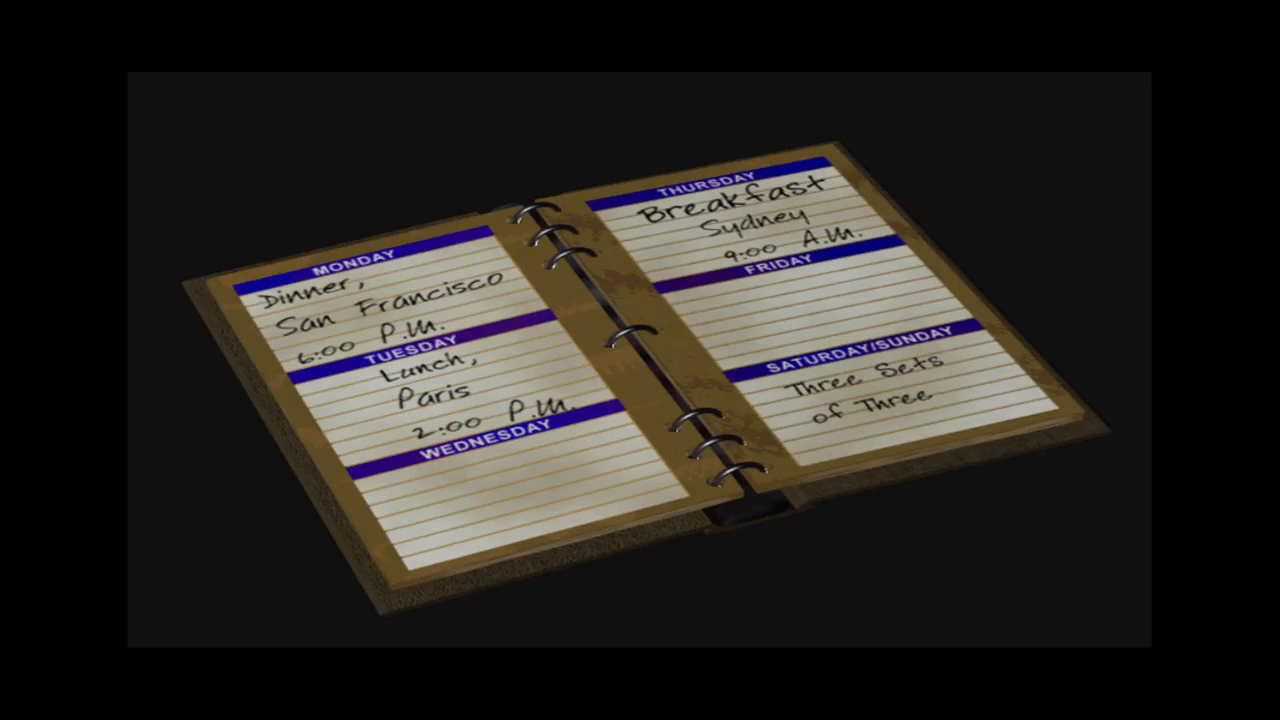 MONDAY
Dinner,
San Francisco
6:00 P.M.
TUESDAY
Lunch,
Paris
2:00 P.M.
WEDNESDAY
THURSDAY
Breakfast
Sydney
9:00 A.M.
FRIDAY
SATURDAY/SUNDAY
Three Sets
of Three